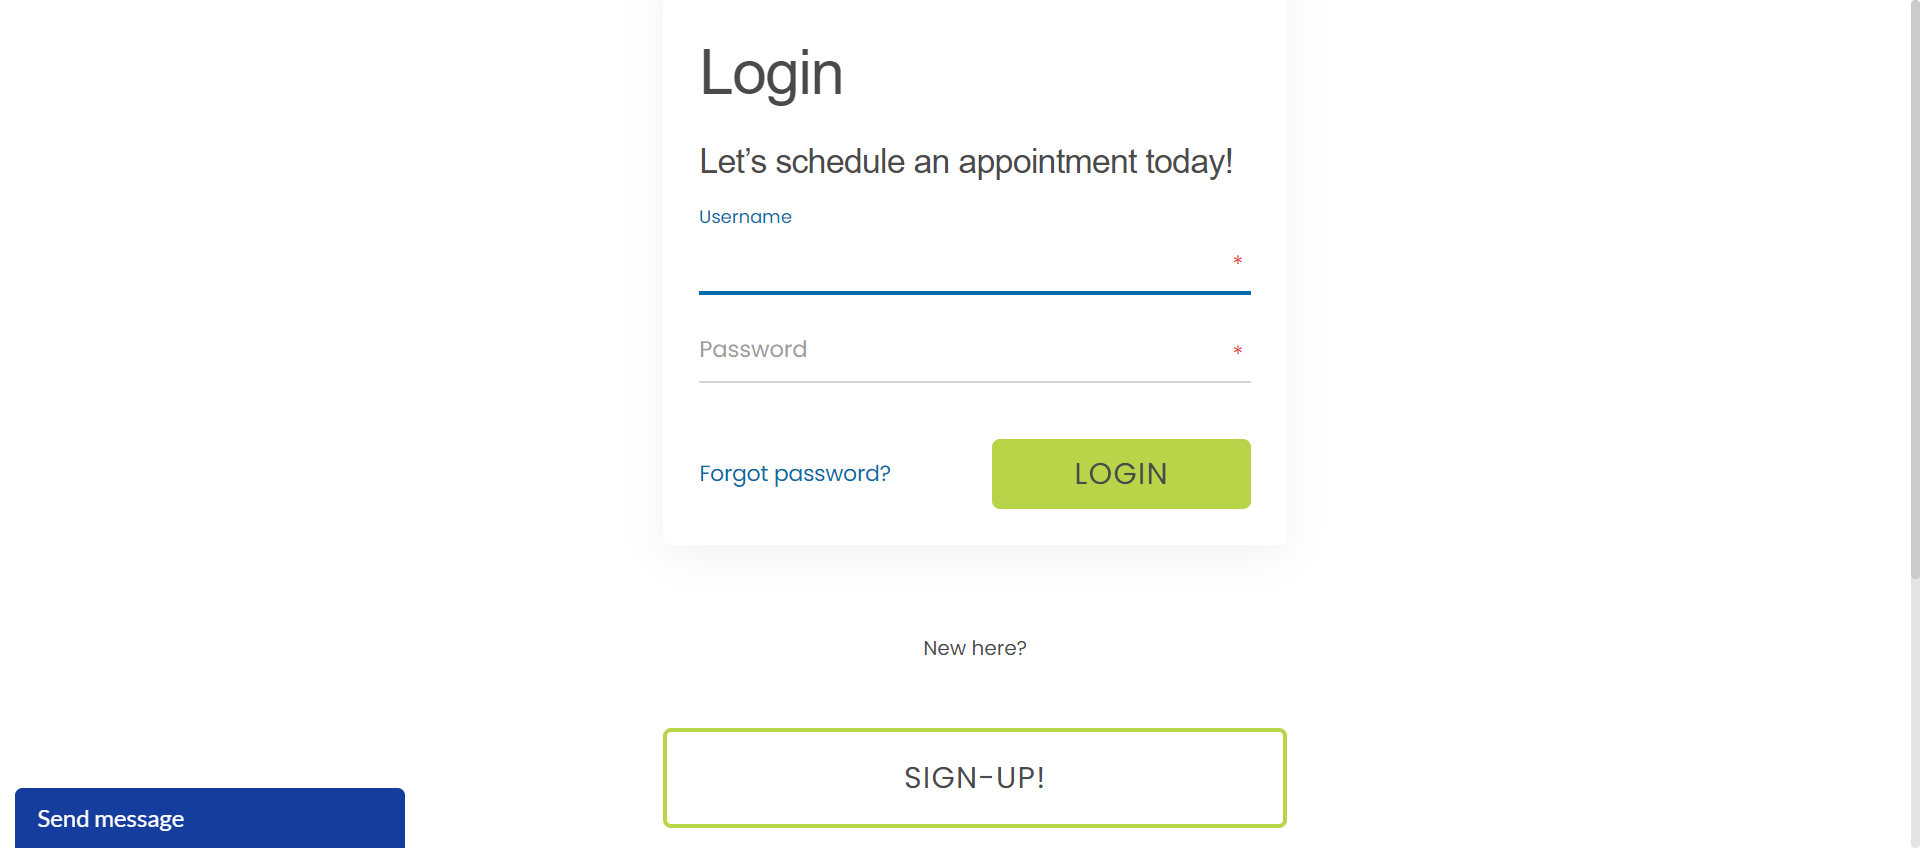 Login
Let’s schedule an appointment today!
Username
*
Password *
Forgot password? LOGIN
New here?
SIGN-UP!
Send message